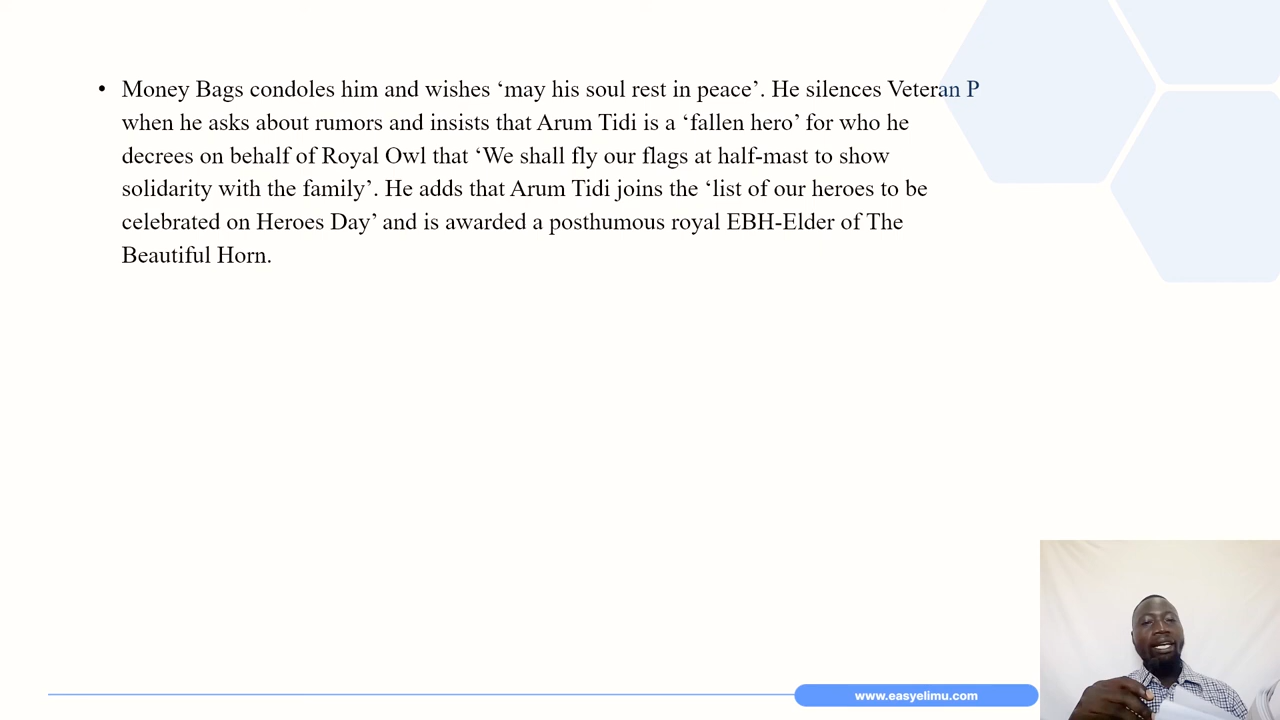 • Money Bags condoles him and wishes ‘may his soul rest in peace’. He silences Veteran P
when he asks about rumors and insists that Arum Tidi is a ‘fallen hero’ for who he
decrees on behalf of Royal Owl that ‘We shall fly our flags at half-mast to show
solidarity with the family’. He adds that Arum Tidi joins the ‘list of our heroes to be
celebrated on Heroes Day’ and is awarded a posthumous royal EBH-Elder of The
Beautiful Horn.
www.easyelimu.com